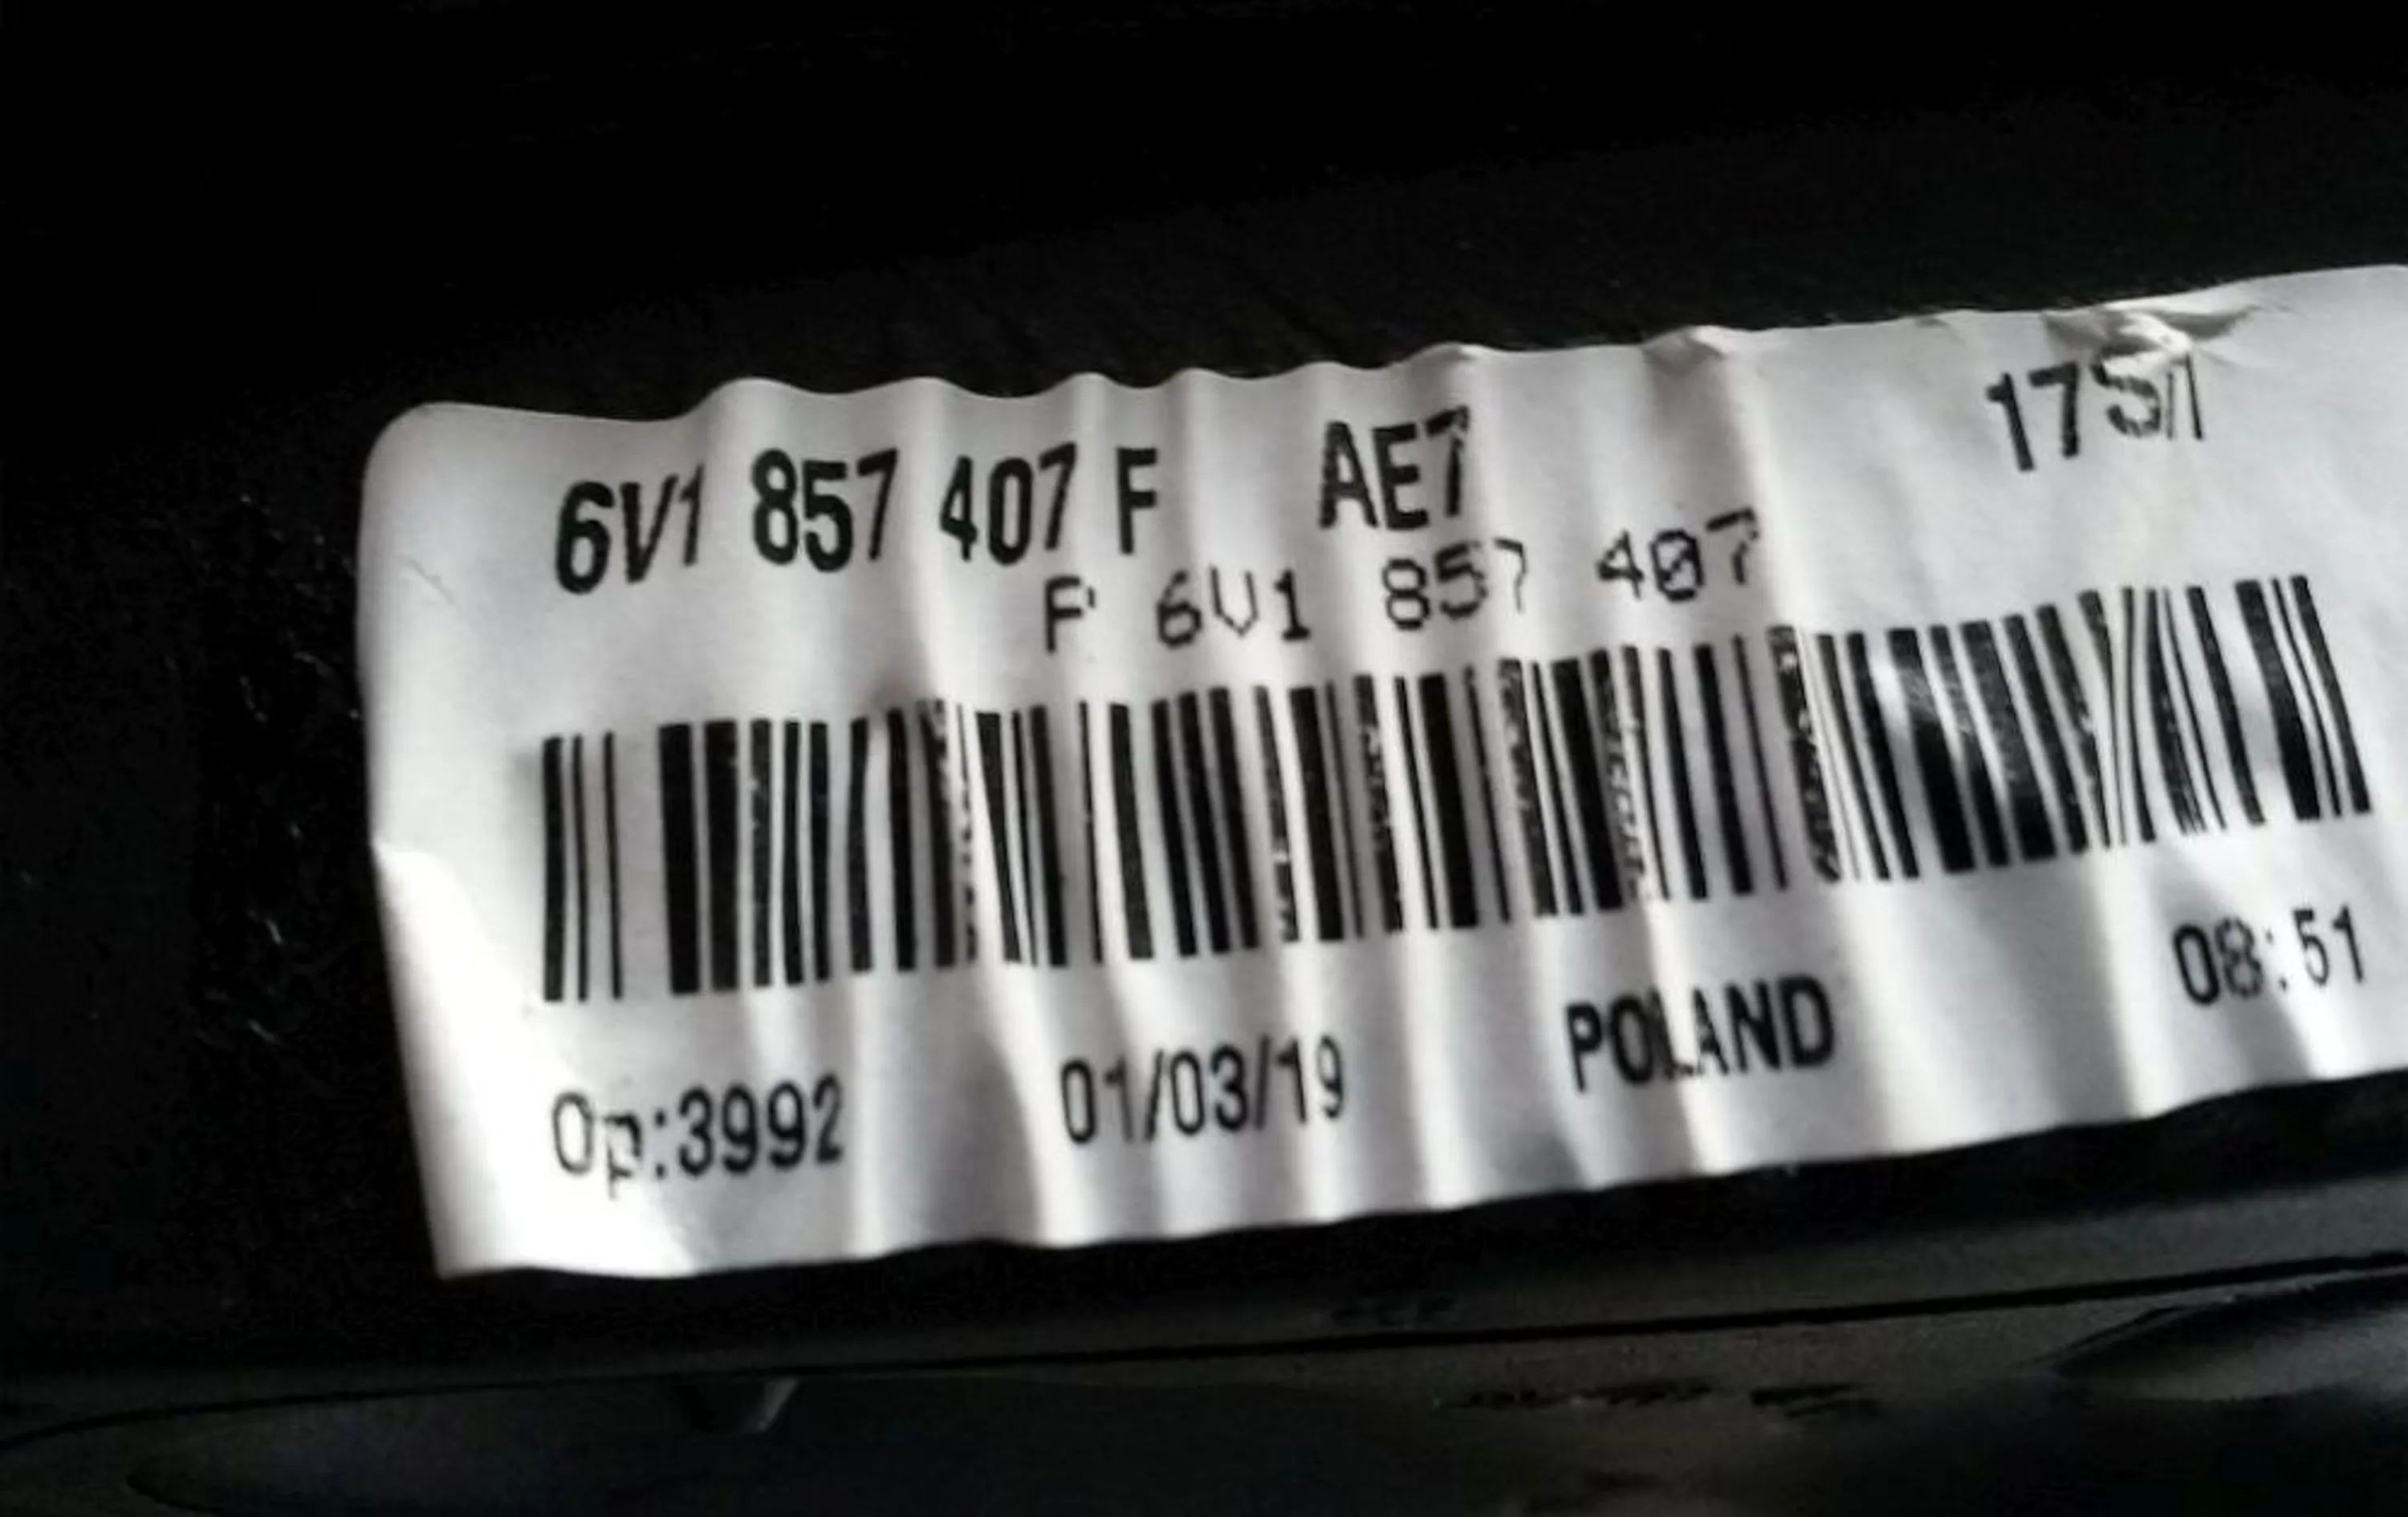 6V1 857 407 F AE7
P 6V1 857 407
Op:3992 01/03/19 POLAND 08:51